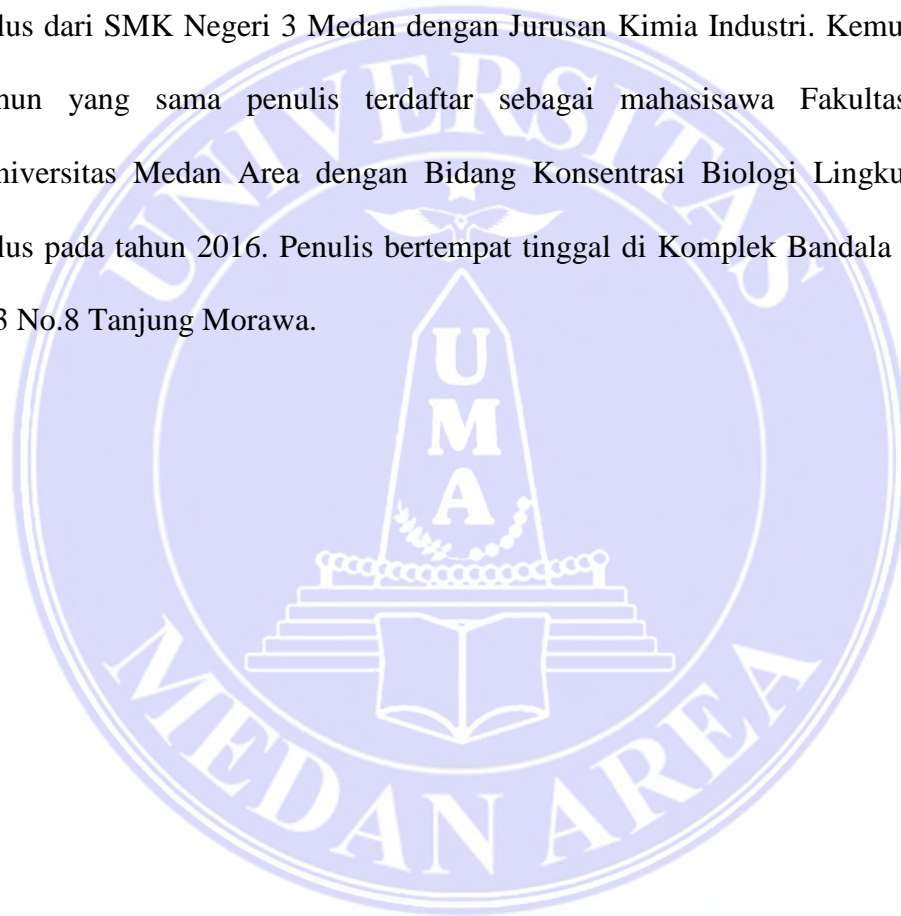 lus dari SMK Negeri 3 Medan dengan Jurusan Kimia Industri. Kemu
hun yang sama penulis terdaftar sebagai mahasisawa Fakultas
niversitas Medan Area dengan Bidang Konsentrasi Biologi Lingku
lus pada tahun 2016. Penulis bertempat tinggal di Komplek Bandala
3 No.8 Tanjung Morawa.
UNIVERSITAS
UMA
MEDAN AREA